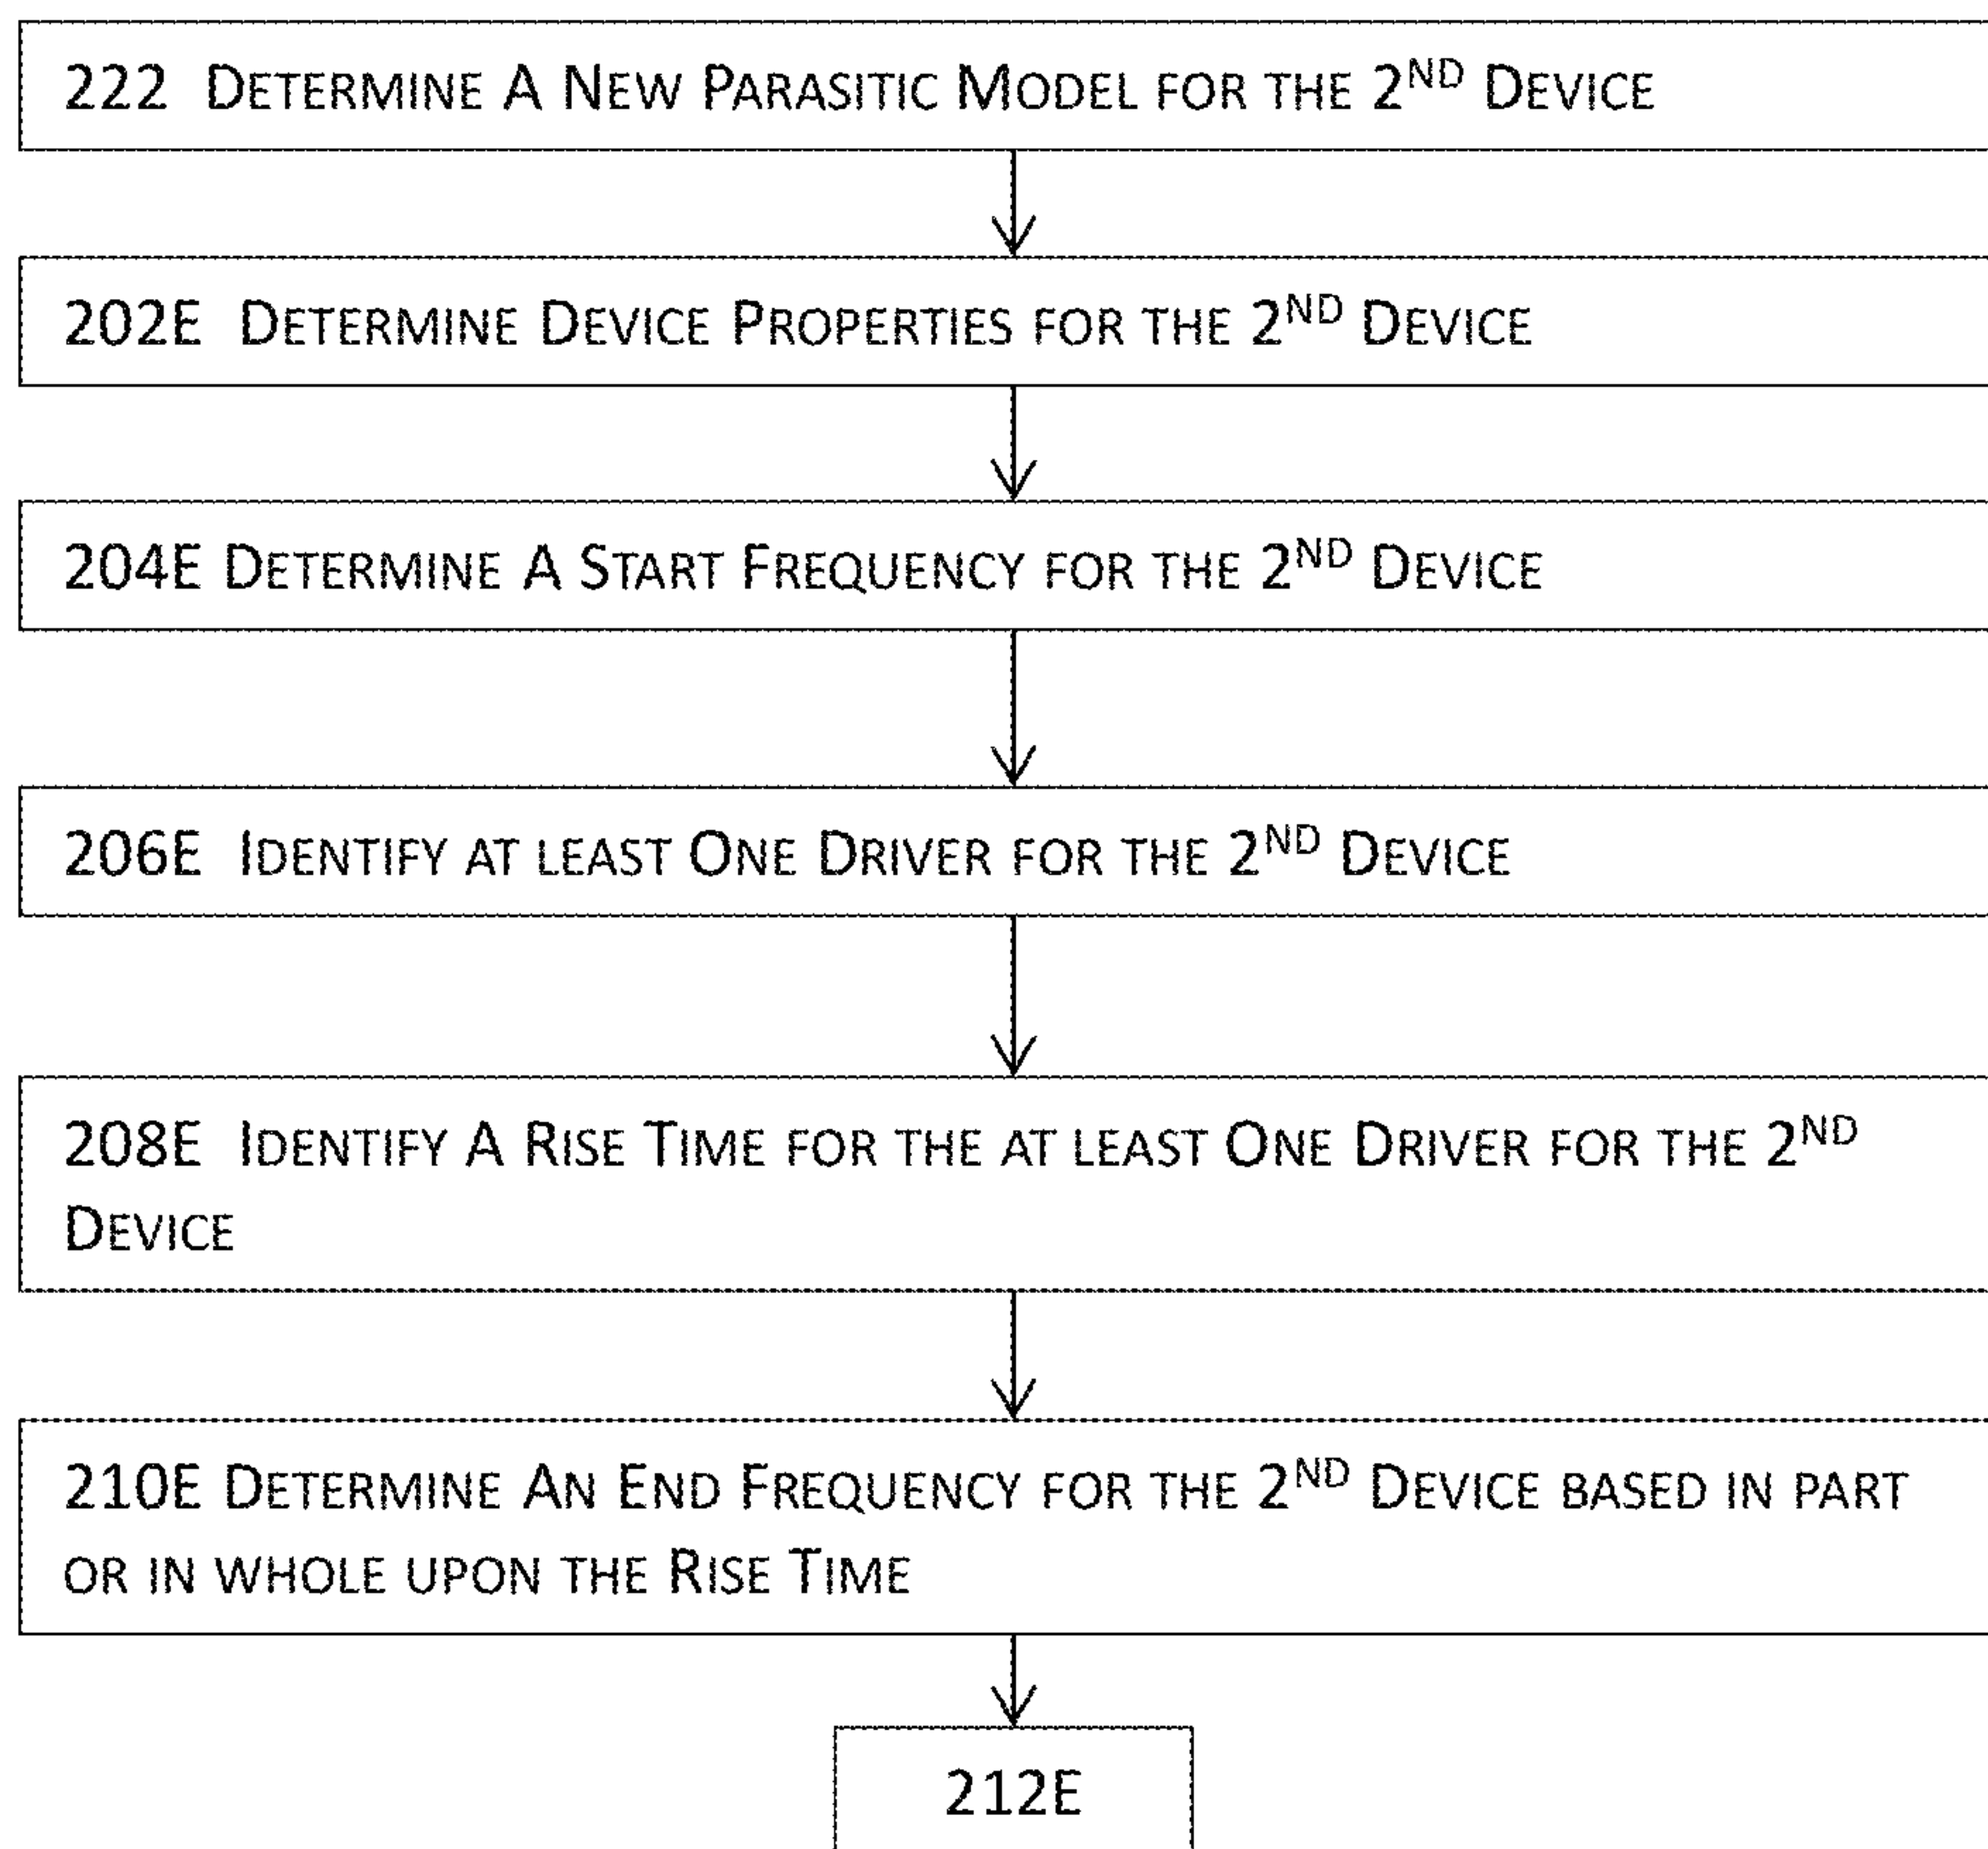 222 Determine A New Parasitic Model for the 2ND Device
202E Determine Device Properties for the 2ND Device
204E Determine A Start Frequency for the 2ND Device
206E Identify at least One Driver for the 2ND Device
208E Identify A Rise Time for the at least One Driver for the 2ND
Device
210E Determine An End Frequency for the 2ND Device based in part
or in whole upon the Rise Time
212E